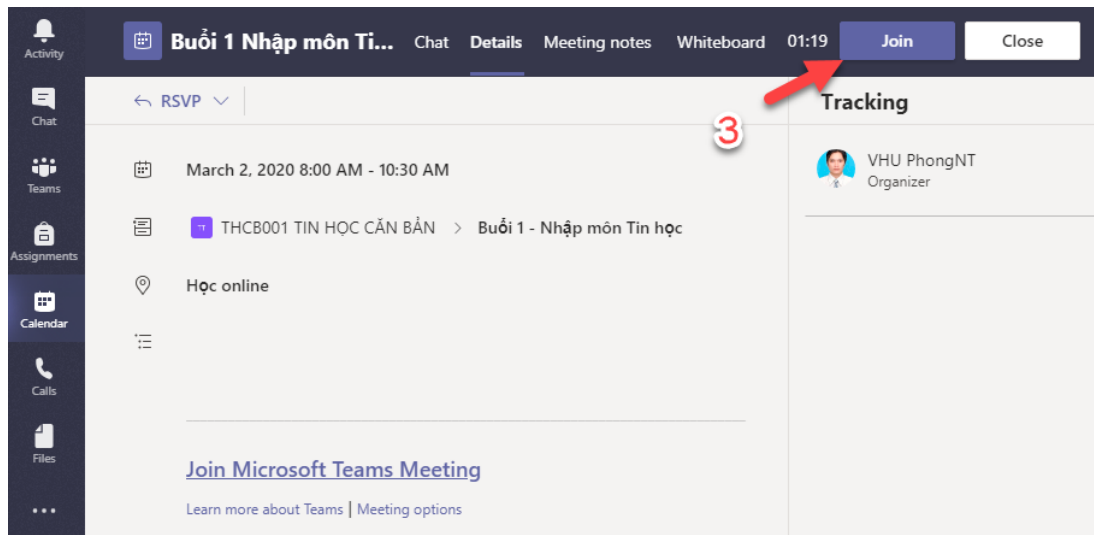 Activity
Chat
Teams
Assignments
Calendar
Calls
Files
Buổi 1 Nhập môn Ti... Chat Details Meeting notes Whiteboard 01:19 Join Close
RSVP
3
Tracking
March 2, 2020 8:00 AM - 10:30 AM
VHU PhongNT
Organizer
TT THCB001 TIN HỌC CĂN BẢN > Buổi 1 - Nhập môn Tin học
Học online
Join Microsoft Teams Meeting
Learn more about Teams | Meeting options